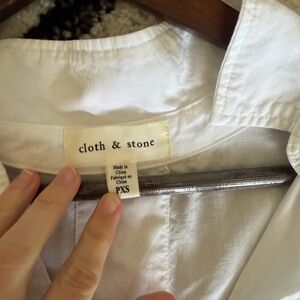 cloth & stone
Made in
China
Fabriqué en
Chine
PXS